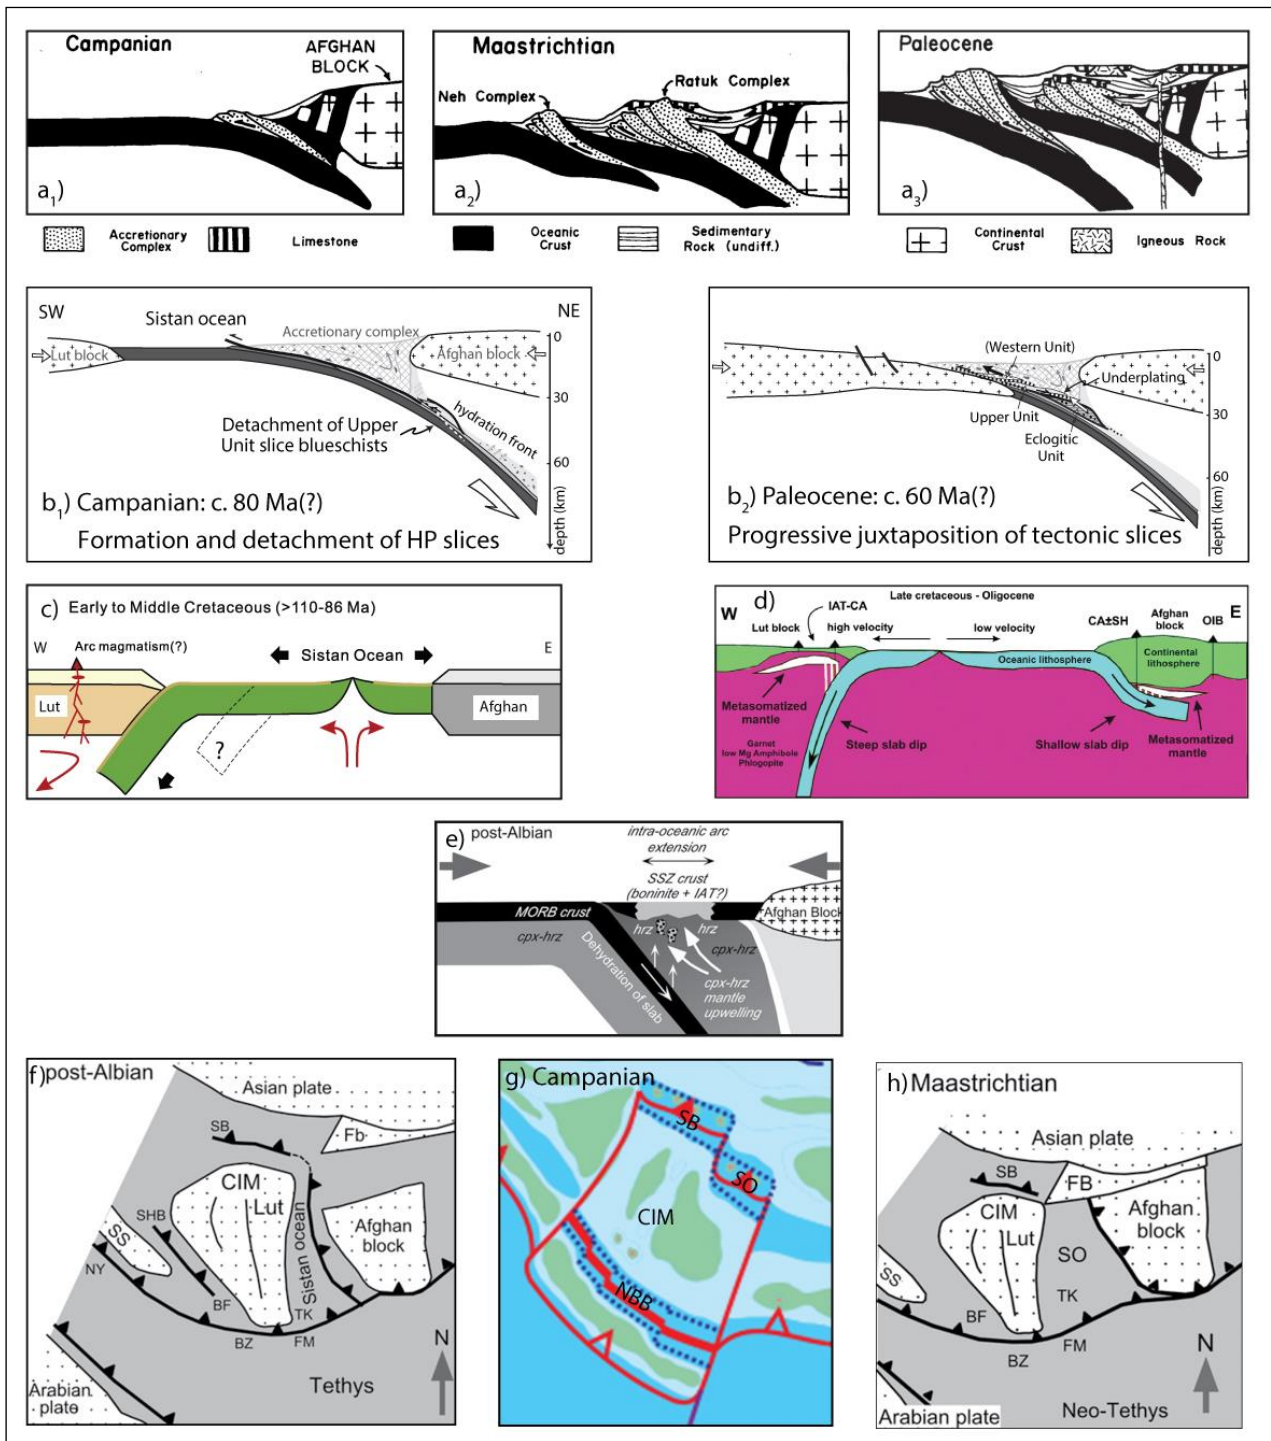 Campanian
AFGHAN
BLOCK
a1)
Maastrichtian
Ratuk Complex
Neh Complex
a2)
Paleocene
a3)
Accretionary
Complex
Limestone
Oceanic
Crust
Sedimentary
Rock (undiff.)
Continental
Crust
Igneous Rock
SW
NE
Sistan ocean
Accretionary complex
Lut block
Afghan block
0
30
60
depth (km)
hydration front
Detachment of Upper
Unit slice blueschists
b1) Campanian: c. 80 Ma(?)
Formation and detachment of HP slices
(Western Unit)
Underplating
Upper Unit
Eclogitic
Unit
0
30
60
depth (km)
b2) Paleocene: c. 60 Ma(?)
Progressive juxtaposition of tectonic slices
c) Early to Middle Cretaceous (>110-86 Ma)
W
E
Arc magmatism(?)
Sistan Ocean
Lut
Afghan
?
d)
Late cretaceous - Oligocene
W
E
IAT-CA
Lut block
high velocity
low velocity
CA±SH
Afghan
block
OIB
Continental
lithosphere
Oceanic lithosphere
Metasomatized
mantle
Steep slab dip
Shallow slab dip
Metasomatized
mantle
Garnet
low Mg Amphibole
Phlogopite
e) post-Albian
intra-oceanic arc
extension
SSZ crust
(boninite + IAT?)
MORB crust
Afghan Block
cpx-hrz
hrz
hrz
cpx-hrz
Dehydration of slab
cpx-hrz
mantle
upwelling
f) post-Albian
Asian plate
SB
Fb
CIM
Lut
SHB
SS
NY
BF
Sistan ocean
Afghan
block
TK
BZ
FM
Tethys
N
Arabian
plate
g) Campanian
SB
SO
CIM
NBB
h) Maastrichtian
Asian plate
SB
FB
CIM
Lut
Afghan
block
SO
SS
BF
TK
BZ
FM
N
Arabian plate
Neo-Tethys